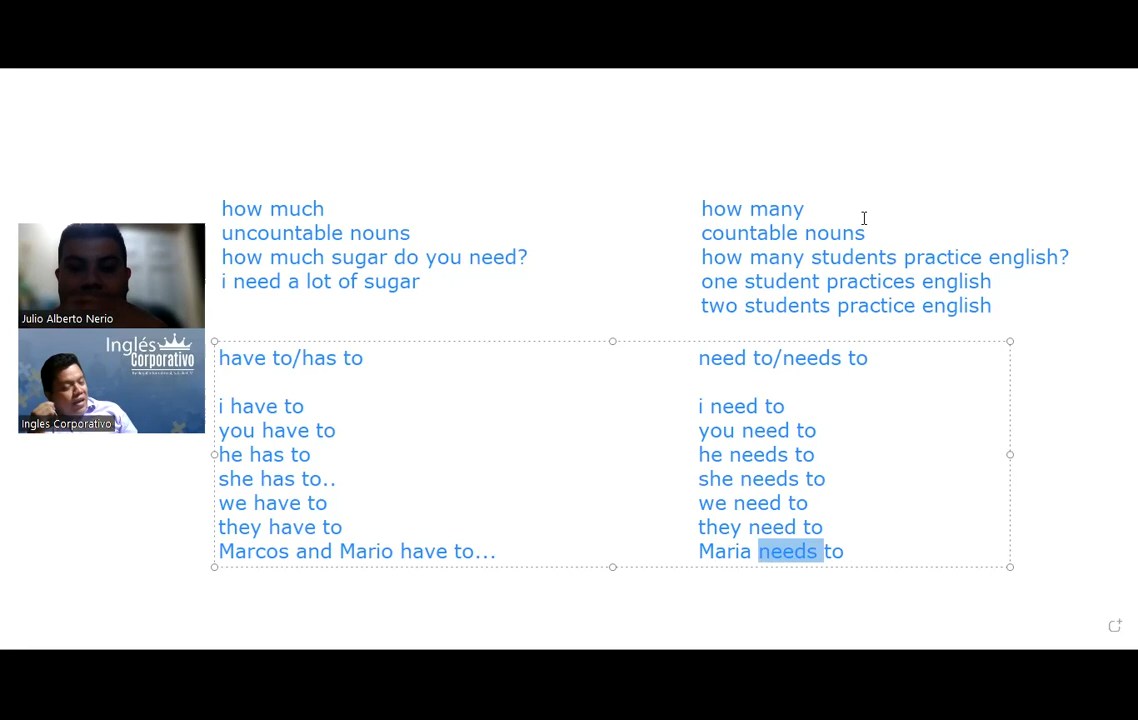 how much
uncountable nouns
how much sugar do you need?
i need a lot of sugar
how many
countable nouns
how many students practice english?
one student practices english
two students practice english
Julio Alberto Nerio
Inglés
Corporativo
Ingles Corporativo
have to/has to
i have to
you have to
he has to
she has to..
we have to
they have to
Marcos and Mario have to...
need to/needs to
i need to
you need to
he needs to
she needs to
we need to
they need to
Maria needs to